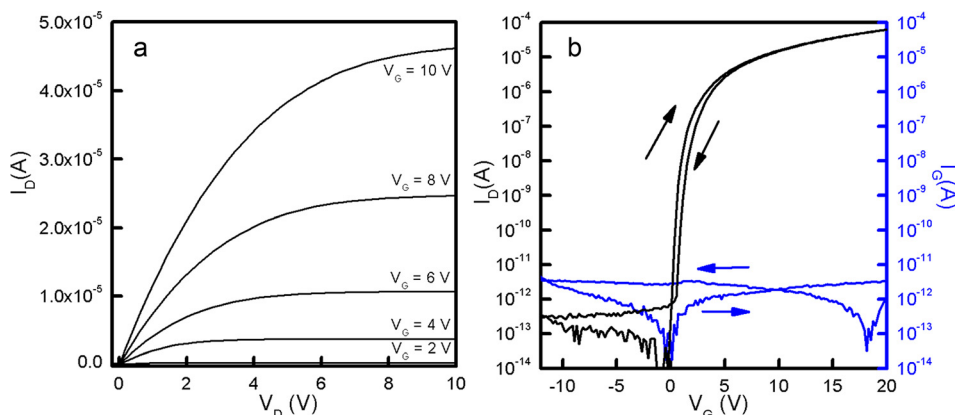 a
5.0x10⁻⁵
4.0x10⁻⁵
3.0x10⁻⁵
2.0x10⁻⁵
1.0x10⁻⁵
0.0
I_D(A)
V_G = 10 V
V_G = 8 V
V_G = 6 V
V_G = 4 V
V_G = 2 V
0 2 4 6 8 10
V_D (V)
b
10⁻⁴
10⁻⁵
10⁻⁶
10⁻⁷
10⁻⁸
10⁻⁹
10⁻¹⁰
10⁻¹¹
10⁻¹²
10⁻¹³
10⁻¹⁴
I_D(A)
-10 -5 0 5 10 15 20
V_G (V)
10⁻⁴
10⁻⁵
10⁻⁶
10⁻⁷
10⁻⁸
10⁻⁹
10⁻¹⁰
10⁻¹¹
10⁻¹²
10⁻¹³
10⁻¹⁴
I_G(A)